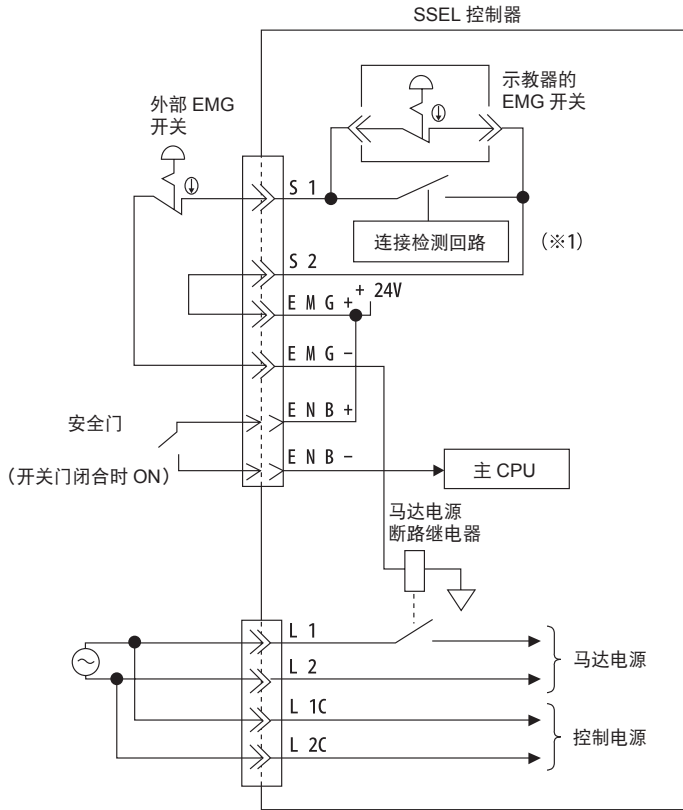 SSEL 控制器
外部 EMG
开关
示教器的
EMG 开关
S 1
连接检测回路
(※1)
S 2
+ 24V
E M G +
E M G -
安全门
E N B +
(开关门闭合时 ON)
E N B -
主 CPU
马达电源
断路继电器
L 1
L 2
马达电源
L 1C
控制电源
L 2C